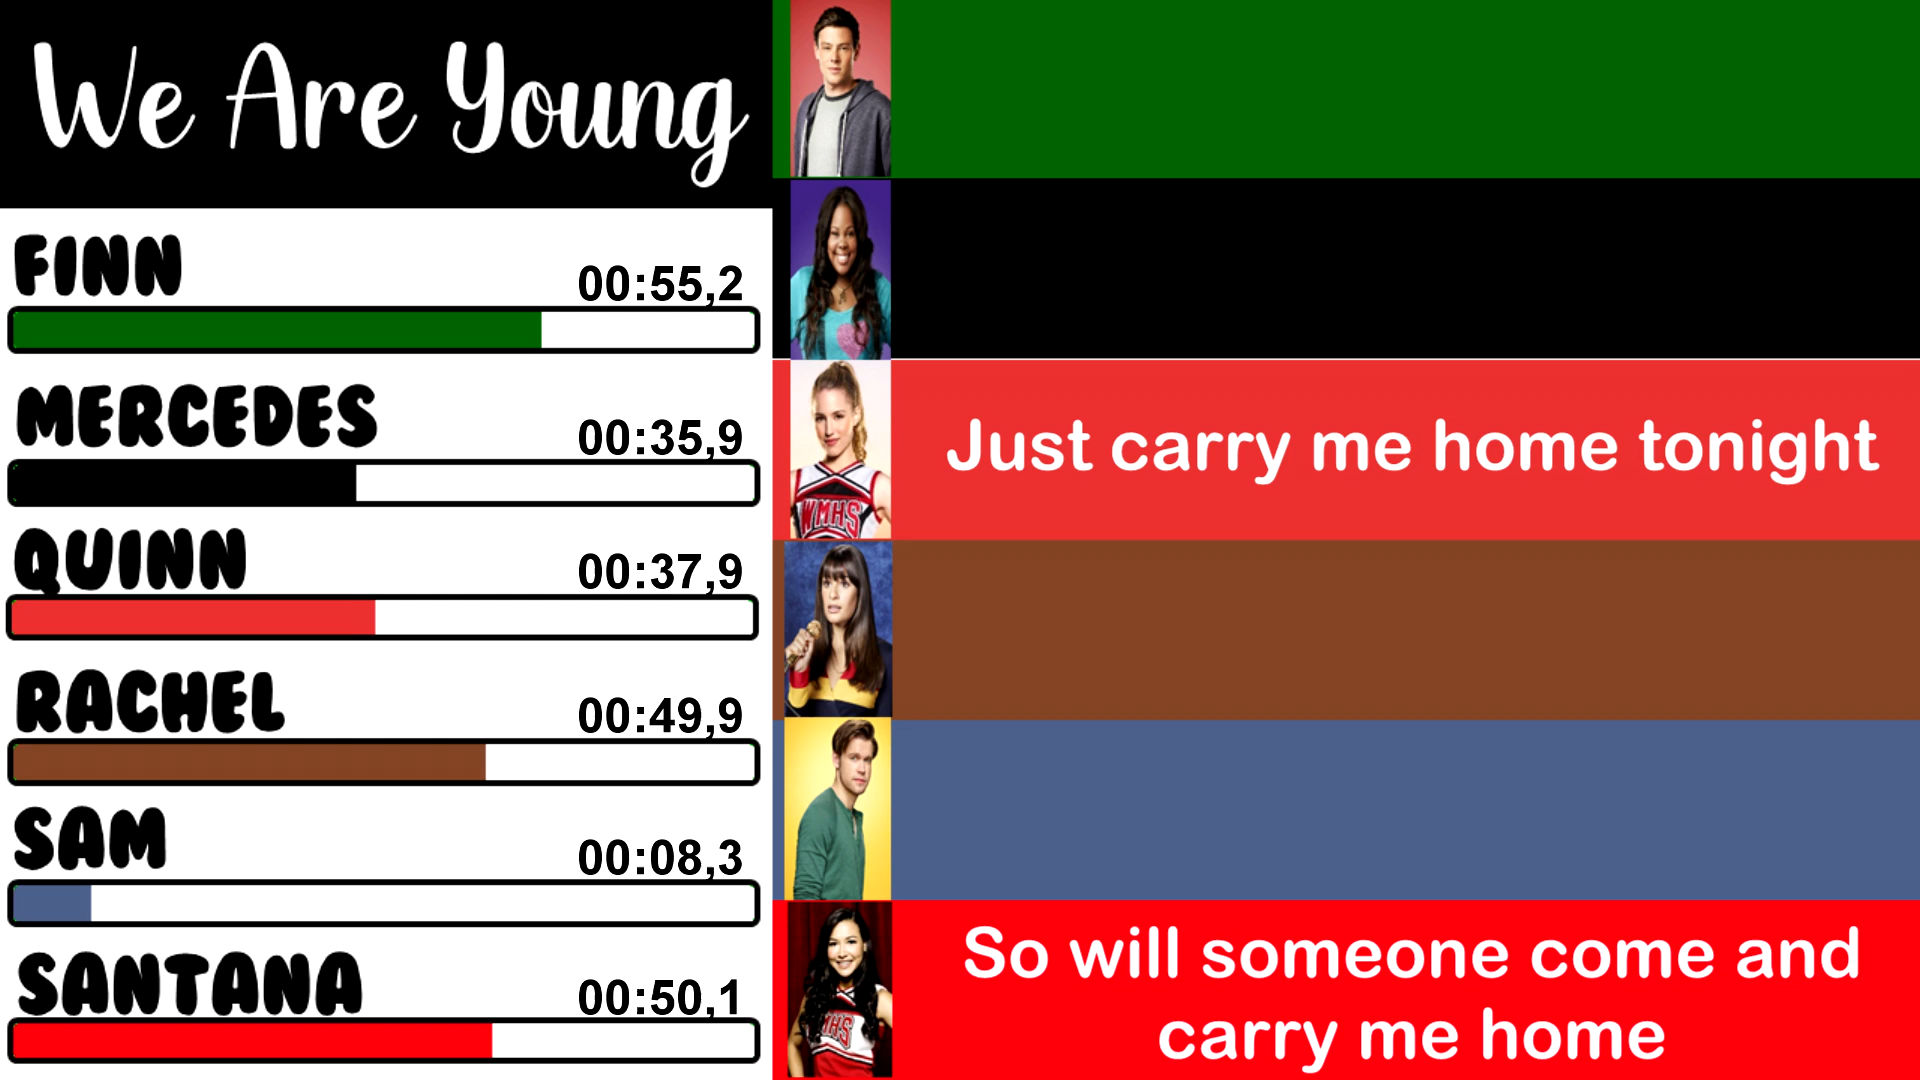 We Are Young
FINN
00:55,2
MERCEDES
00:35,9
QUINN
00:37,9
RACHEL
00:49,9
SAM
00:08,3
SANTANA
00:50,1
Just carry me home tonight
WMHS
So will someone come and
carry me home
MHS